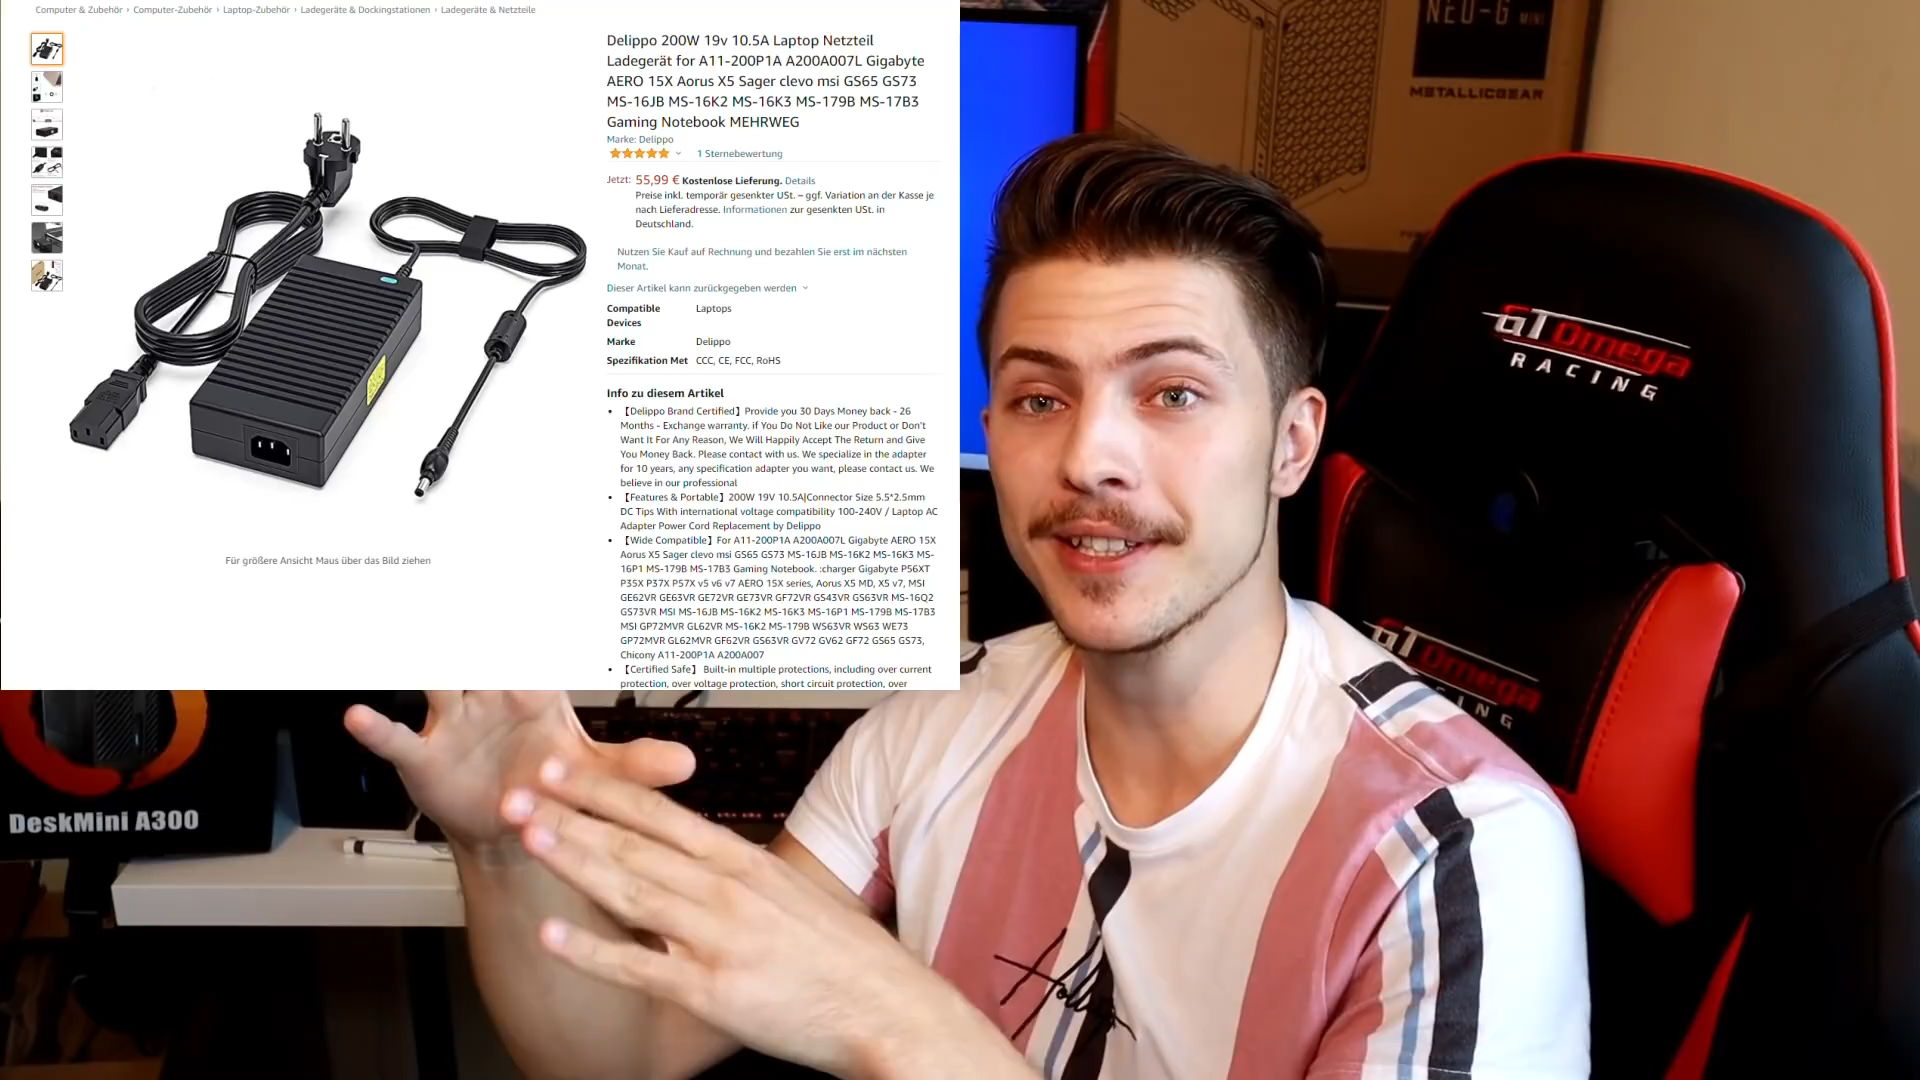 Computer & Zubehör › Computer-Zubehör › Laptop-Zubehör › Ladegeräte & Dockingstationen › Ladegeräte & Netzteile
Delippo 200W 19v 10.5A Laptop Netzteil
Ladegerät for A11-200P1A A200A007L Gigabyte
AERO 15X Aorus X5 Sager clevo msi GS65 GS73
MS-16JB MS-16K2 MS-16K3 MS-179B MS-17B3
Gaming Notebook MEHRWEG
Marke: Delippo
1 Sternebewertung
Jetzt: 55,99 € Kostenlose Lieferung. Details
Preise inkl. temporär gesenkter USt. – ggf. Variation an der Kasse je
nach Lieferadresse. Informationen zur gesenkten USt. in
Deutschland.
Nutzen Sie Kauf auf Rechnung und bezahlen Sie erst im nächsten
Monat.
Dieser Artikel kann zurückgegeben werden
Compatible Laptops
Devices
Marke Delippo
Spezifikation Met CCC, CE, FCC, RoHS
Info zu diesem Artikel
• 【Delippo Brand Certified】Provide you 30 Days Money back - 26
Months - Exchange warranty. if You Do Not Like our Product or Don't
Want It For Any Reason, We Will Happily Accept The Return and Give
You Money Back. Please contact with us. We specialize in the adapter
for 10 years, any specification adapter you want, please contact us. We
believe in our professional
• 【Features & Portable】200W 19V 10.5A|Connector Size 5.5*2.5mm
DC Tips With international voltage compatibility 100-240V / Laptop AC
Adapter Power Cord Replacement by Delippo
• 【Wide Compatible】For A11-200P1A A200A007L Gigabyte AERO 15X
Aorus X5 Sager clevo msi GS65 GS73 MS-16JB MS-16K2 MS-16K3 MS-
16P1 MS-179B MS-17B3 Gaming Notebook. :charger Gigabyte P56XT
P35X P37X P57X v5 v6 v7 AERO 15X series, Aorus X5 MD, X5 v7, MSI
GE62VR GE63VR GE72VR GE73VR GF72VR GS43VR GS63VR MS-16Q2
GS73VR MSI MS-16JB MS-16K2 MS-16K3 MS-16P1 MS-179B MS-17B3
MSI GP72MVR GL62VR MS-16K2 MS-179B WS63VR WS63 WE73
GP72MVR GL62MVR GF62VR GS63VR GV72 GV62 GF72 GS65 GS73,
Chicony A11-200P1A A200A007
• 【Certified Safe】 Built-in multiple protections, including over current
protection, over voltage protection, short circuit protection, over
Für größere Ansicht Maus über das Bild ziehen
NEO-G MINI
METALLICGEAR
GT Omega
RACING
GT Omega
ING
DeskMini A300